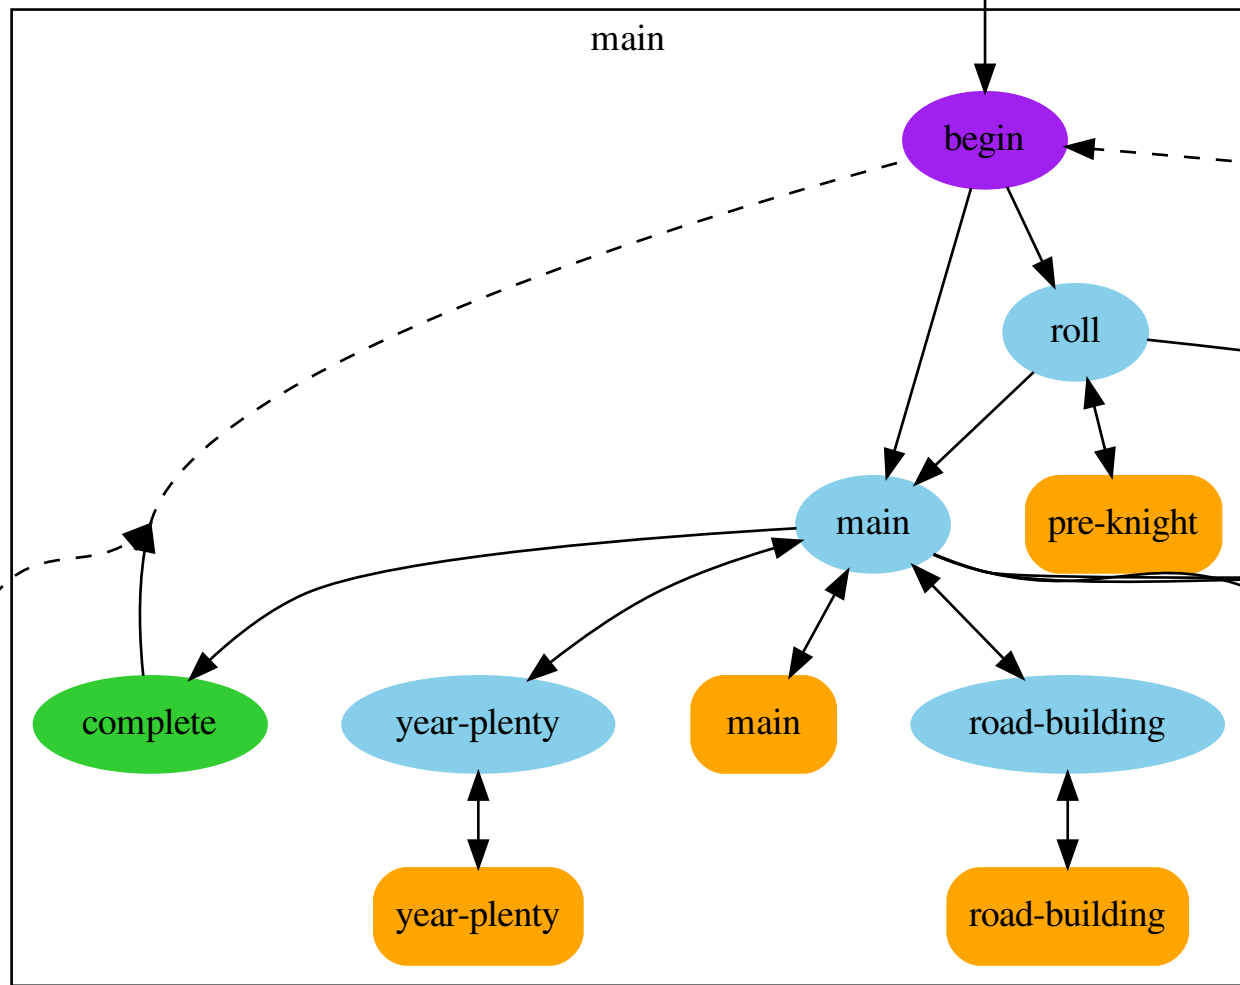 main
begin
roll
main
pre-knight
complete
year-plenty
main
road-building
year-plenty
road-building